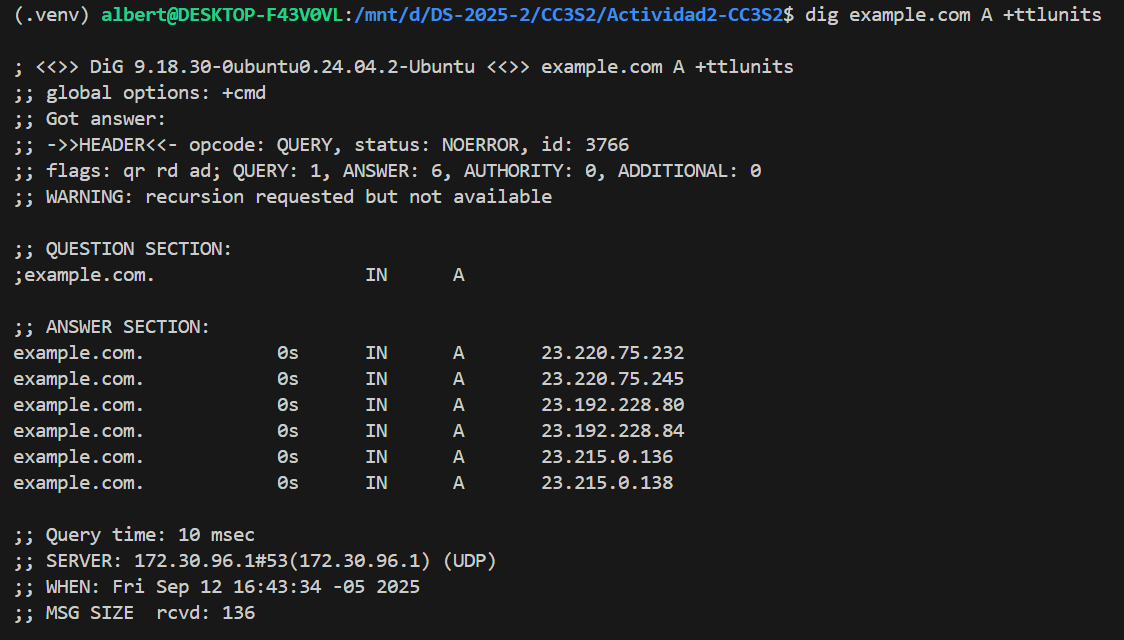 (.venv) albert@DESKTOP-F43V0VL:/mnt/d/DS-2025-2/CC3S2/Actividad2-CC3S2$ dig example.com A +ttlunits

; <<>> DiG 9.18.30-0ubuntu0.24.04.2-Ubuntu <<>> example.com A +ttlunits
;; global options: +cmd
;; Got answer:
;; ->>HEADER<<- opcode: QUERY, status: NOERROR, id: 3766
;; flags: qr rd ad; QUERY: 1, ANSWER: 6, AUTHORITY: 0, ADDITIONAL: 0
;; WARNING: recursion requested but not available

;; QUESTION SECTION:
;example.com.                   IN      A

;; ANSWER SECTION:
example.com.            0s      IN      A       23.220.75.232
example.com.            0s      IN      A       23.220.75.245
example.com.            0s      IN      A       23.192.228.80
example.com.            0s      IN      A       23.192.228.84
example.com.            0s      IN      A       23.215.0.136
example.com.            0s      IN      A       23.215.0.138

;; Query time: 10 msec
;; SERVER: 172.30.96.1#53(172.30.96.1) (UDP)
;; WHEN: Fri Sep 12 16:43:34 -05 2025
;; MSG SIZE  rcvd: 136